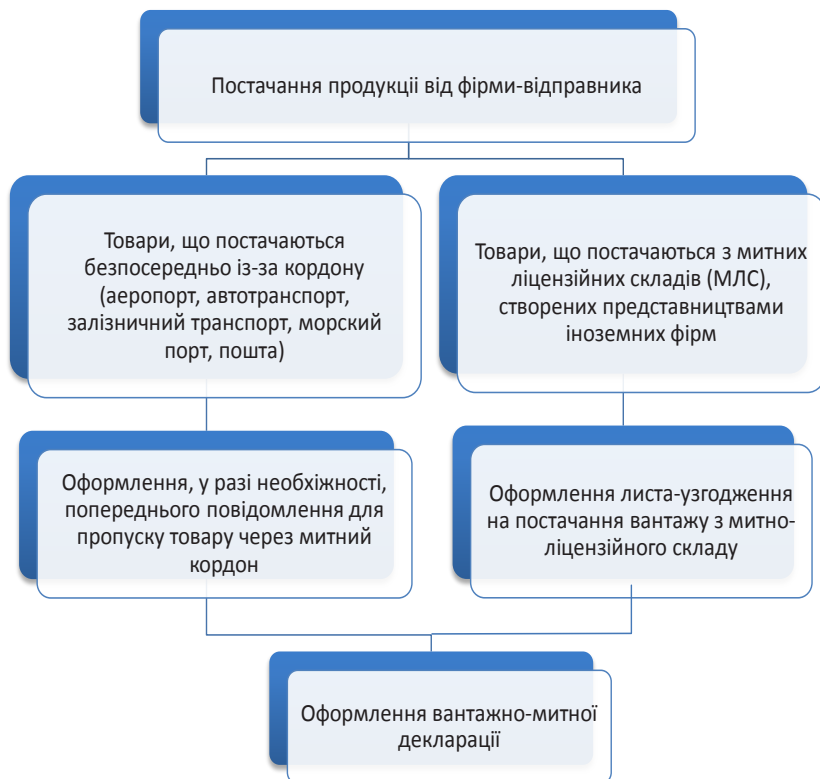 Постачання продукціі від фірми-відправника
Товари, що постачаються
безпосередньо із-за кордону
(аеропорт, автотранспорт,
залізничний транспорт, морский
порт, пошта)
Товари, що постачаються з митних
ліцензійних складів (МЛС),
створених представництвами
іноземних фірм
Оформлення, у разі необхіжності,
попереднього повідомлення для
пропуску товару через митний
кордон
Оформлення листа-узгодження
на постачання вантажу з митно-
ліцензійного складу
Оформлення вантажно-митної
декларації